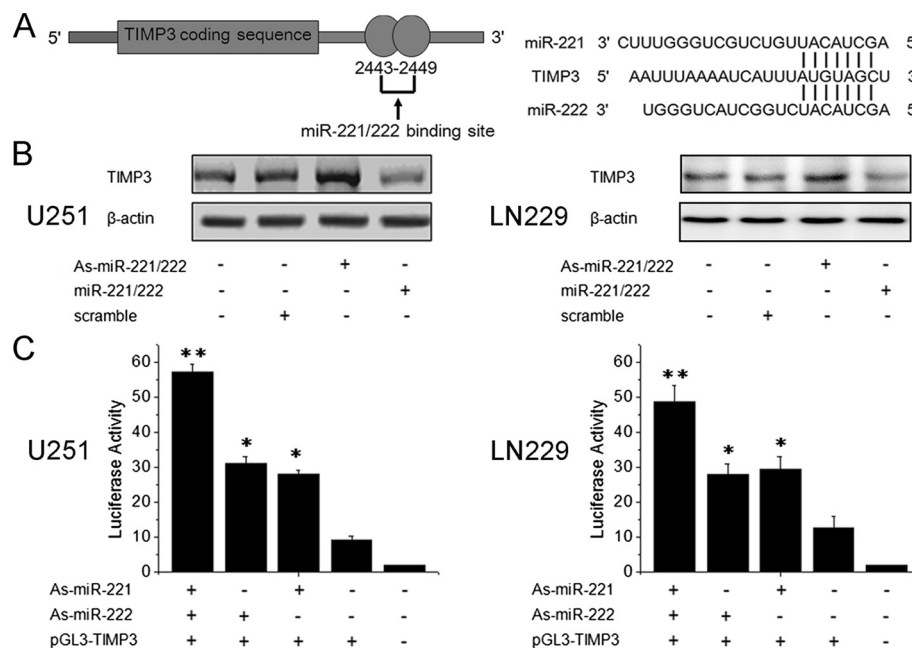 A
5'
TIMP3 coding sequence
3'
2443-2449
miR-221/222 binding site
miR-221 3' CUUUGGGUCGUCUGUUACAUCGA 5
TIMP3 5' AAUUUAAAAUCAUUUAUGUAGCU 3
miR-222 3' UGGGUCAUCGGUCUACAUCGA 5
B
TIMP3
U251
β-actin
As-miR-221/222 - - + -
miR-221/222 - - - +
scramble - + - -
TIMP3
LN229
β-actin
As-miR-221/222 - - + -
miR-221/222 - - - +
scramble - + - -
C
U251
Luciferase Activity
60
50
40
30
20
10
0
** * *
As-miR-221 + - + - -
As-miR-222 + + - - -
pGL3-TIMP3 + + + + -
LN229
Luciferase Activity
60
50
40
30
20
10
0
** * *
As-miR-221 + - + - -
As-miR-222 + + - - -
pGL3-TIMP3 + + + + -